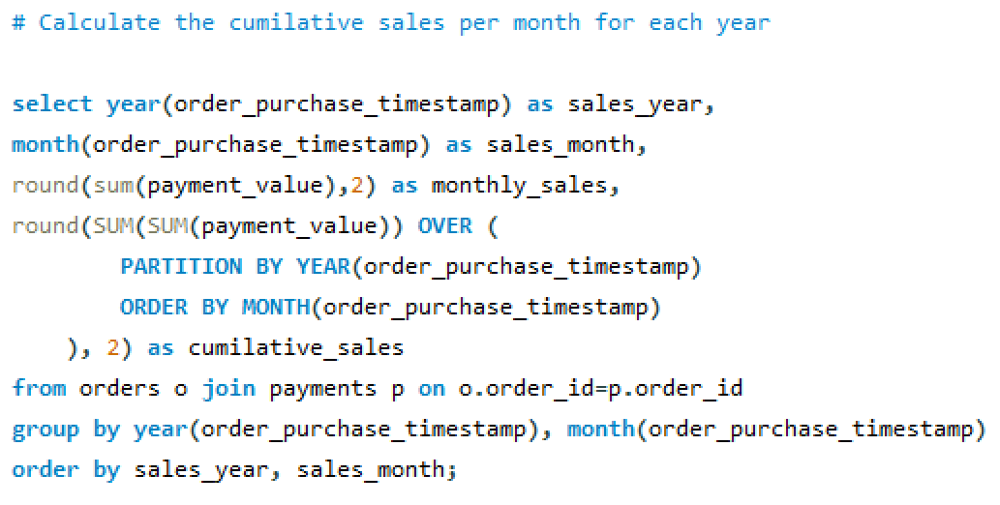 # Calculate the cumilative sales per month for each year
select year(order_purchase_timestamp) as sales_year,
month(order_purchase_timestamp) as sales_month,
round(sum(payment_value),2) as monthly_sales,
round(SUM(SUM(payment_value)) OVER (
PARTITION BY YEAR(order_purchase_timestamp)
ORDER BY MONTH(order_purchase_timestamp)
), 2) as cumilative_sales
from orders o join payments p on o.order_id=p.order_id
group by year(order_purchase_timestamp), month(order_purchase_timestamp)
order by sales_year, sales_month;